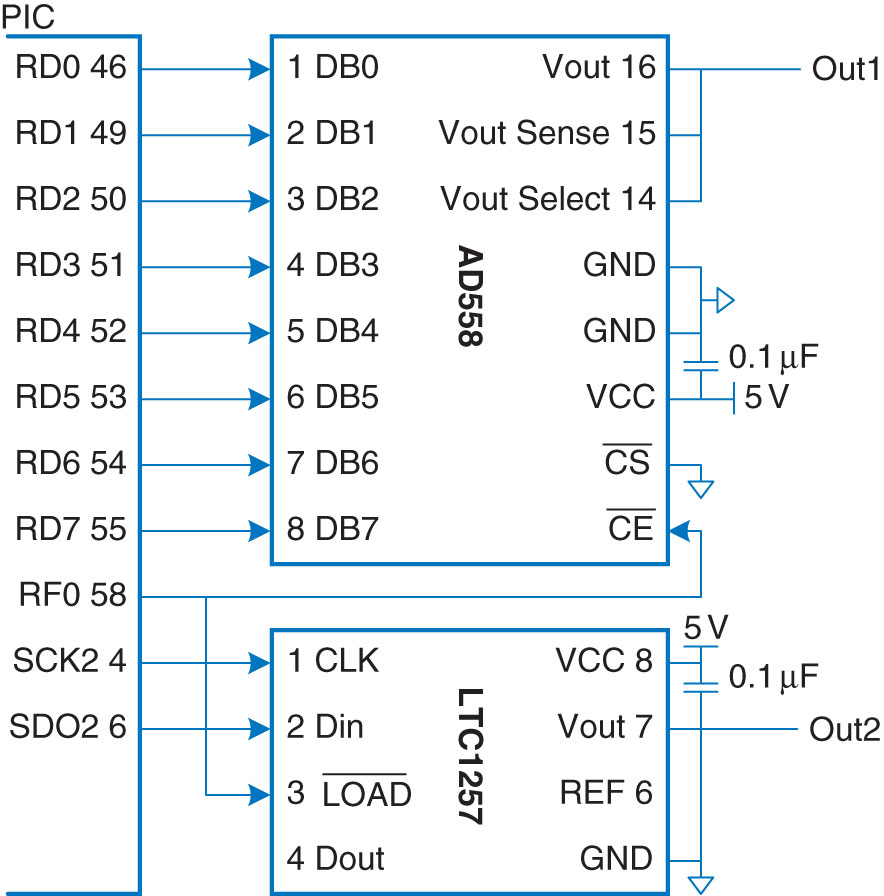 PIC
RD0 46
1 DB0
Vout 16
Out1
RD1 49
2 DB1
Vout Sense 15
RD2 50
3 DB2
Vout Select 14
RD3 51
4 DB3
GND
AD558
RD4 52
5 DB4
GND
0.1 μF
RD5 53
6 DB5
VCC
5 V
RD6 54
7 DB6
C̅S̅
RD7 55
8 DB7
C̅E̅
RF0 58
5 V
SCK2 4
1 CLK
VCC 8
0.1 μF
LTC1257
SDO2 6
2 Din
Vout 7
Out2
3 L̅O̅A̅D̅
REF 6
4 Dout
GND